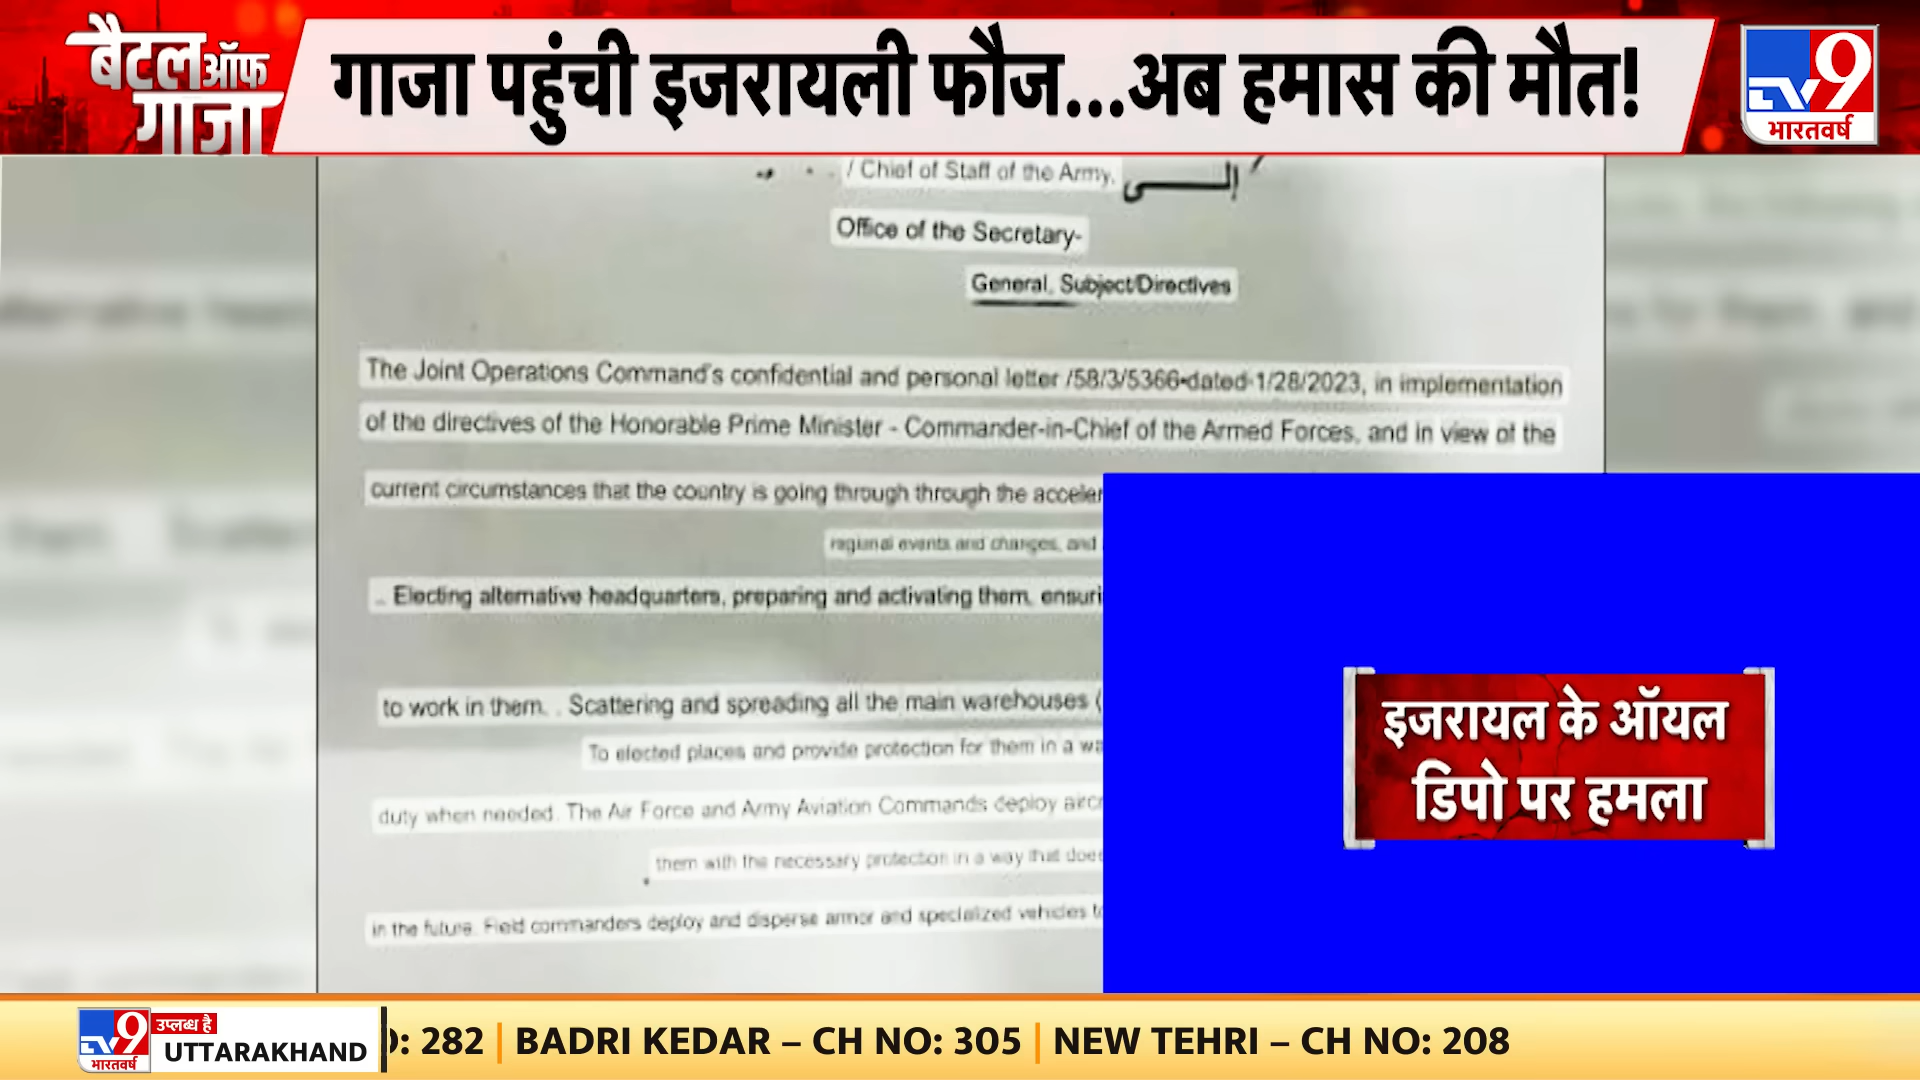 बैटल ऑफ
गाजा
गाजा पहुंची इजरायली फौज...अब हमास की मौत!
TV9
भारतवर्ष
/ Chief of Staff of the Army, إلى
Office of the Secretary-
General, Subject/Directives
The Joint Operations Command's confidential and personal letter /58/3/5366-dated-1/28/2023, in implementation
of the directives of the Honorable Prime Minister - Commander-in-Chief of the Armed Forces, and in view of the
current circumstances that the country is going through through the acceler
regional events and changes, and
.. Electing alternative headquarters, preparing and activating them, ensuri
to work in them. . Scattering and spreading all the main warehouses (
To elected places and provide protection for them in a wa
duty when needed. The Air Force and Army Aviation Commands deploy aircr
them with the necessary protection in a way that doe
in the future. Field commanders deploy and disperse armor and specialized vehicles to
इजरायल के ऑयल
डिपो पर हमला
TV9 भारतवर्ष उपलब्ध है
UTTARAKHAND
: 282 | BADRI KEDAR – CH NO: 305 | NEW TEHRI – CH NO: 208